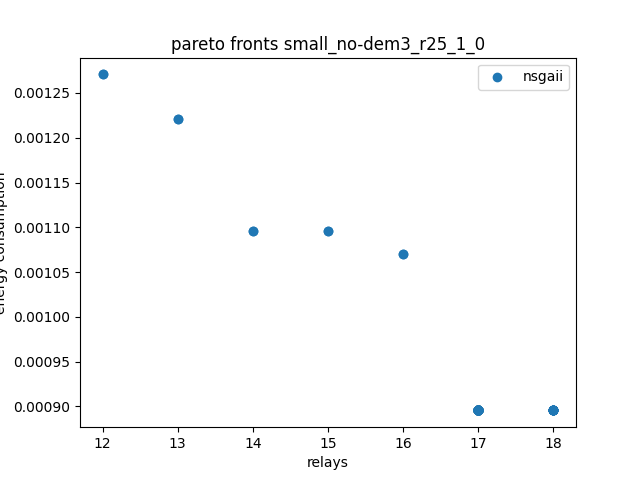 pareto fronts small_no-dem3_r25_1_0
nsgaii
0.00125
0.00120
0.00115
0.00110
0.00105
0.00100
0.00095
0.00090
energy consumption
12 13 14 15 16 17 18
relays